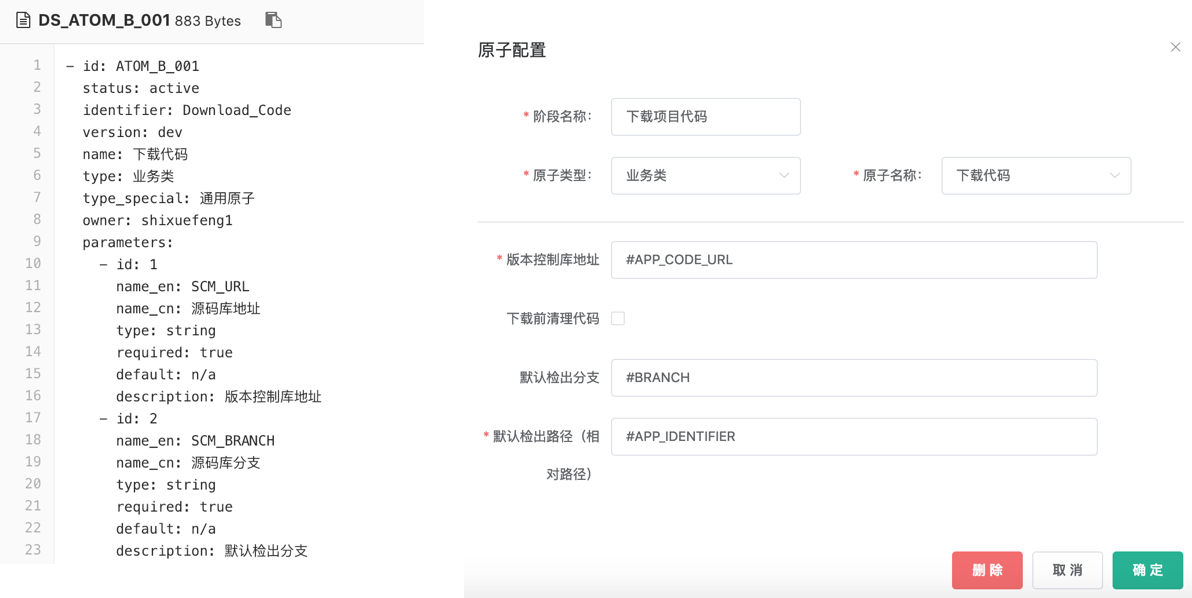 DS_ATOM_B_001 883 Bytes
1 – id: ATOM_B_001
2 status: active
3 identifier: Download_Code
4 version: dev
5 name: 下载代码
6 type: 业务类
7 type_special: 通用原子
8 owner: shixuefeng1
9 parameters:
10 – id: 1
11 name_en: SCM_URL
12 name_cn: 源码库地址
13 type: string
14 required: true
15 default: n/a
16 description: 版本控制库地址
17 – id: 2
18 name_en: SCM_BRANCH
19 name_cn: 源码库分支
20 type: string
21 required: true
22 default: n/a
23 description: 默认检出分支
原子配置
* 阶段名称: 下载项目代码
* 原子类型: 业务类 * 原子名称: 下载代码
* 版本控制库地址 #APP_CODE_URL
下载前清理代码
默认检出分支 #BRANCH
* 默认检出路径（相 #APP_IDENTIFIER
对路径）
删除 取消 确定